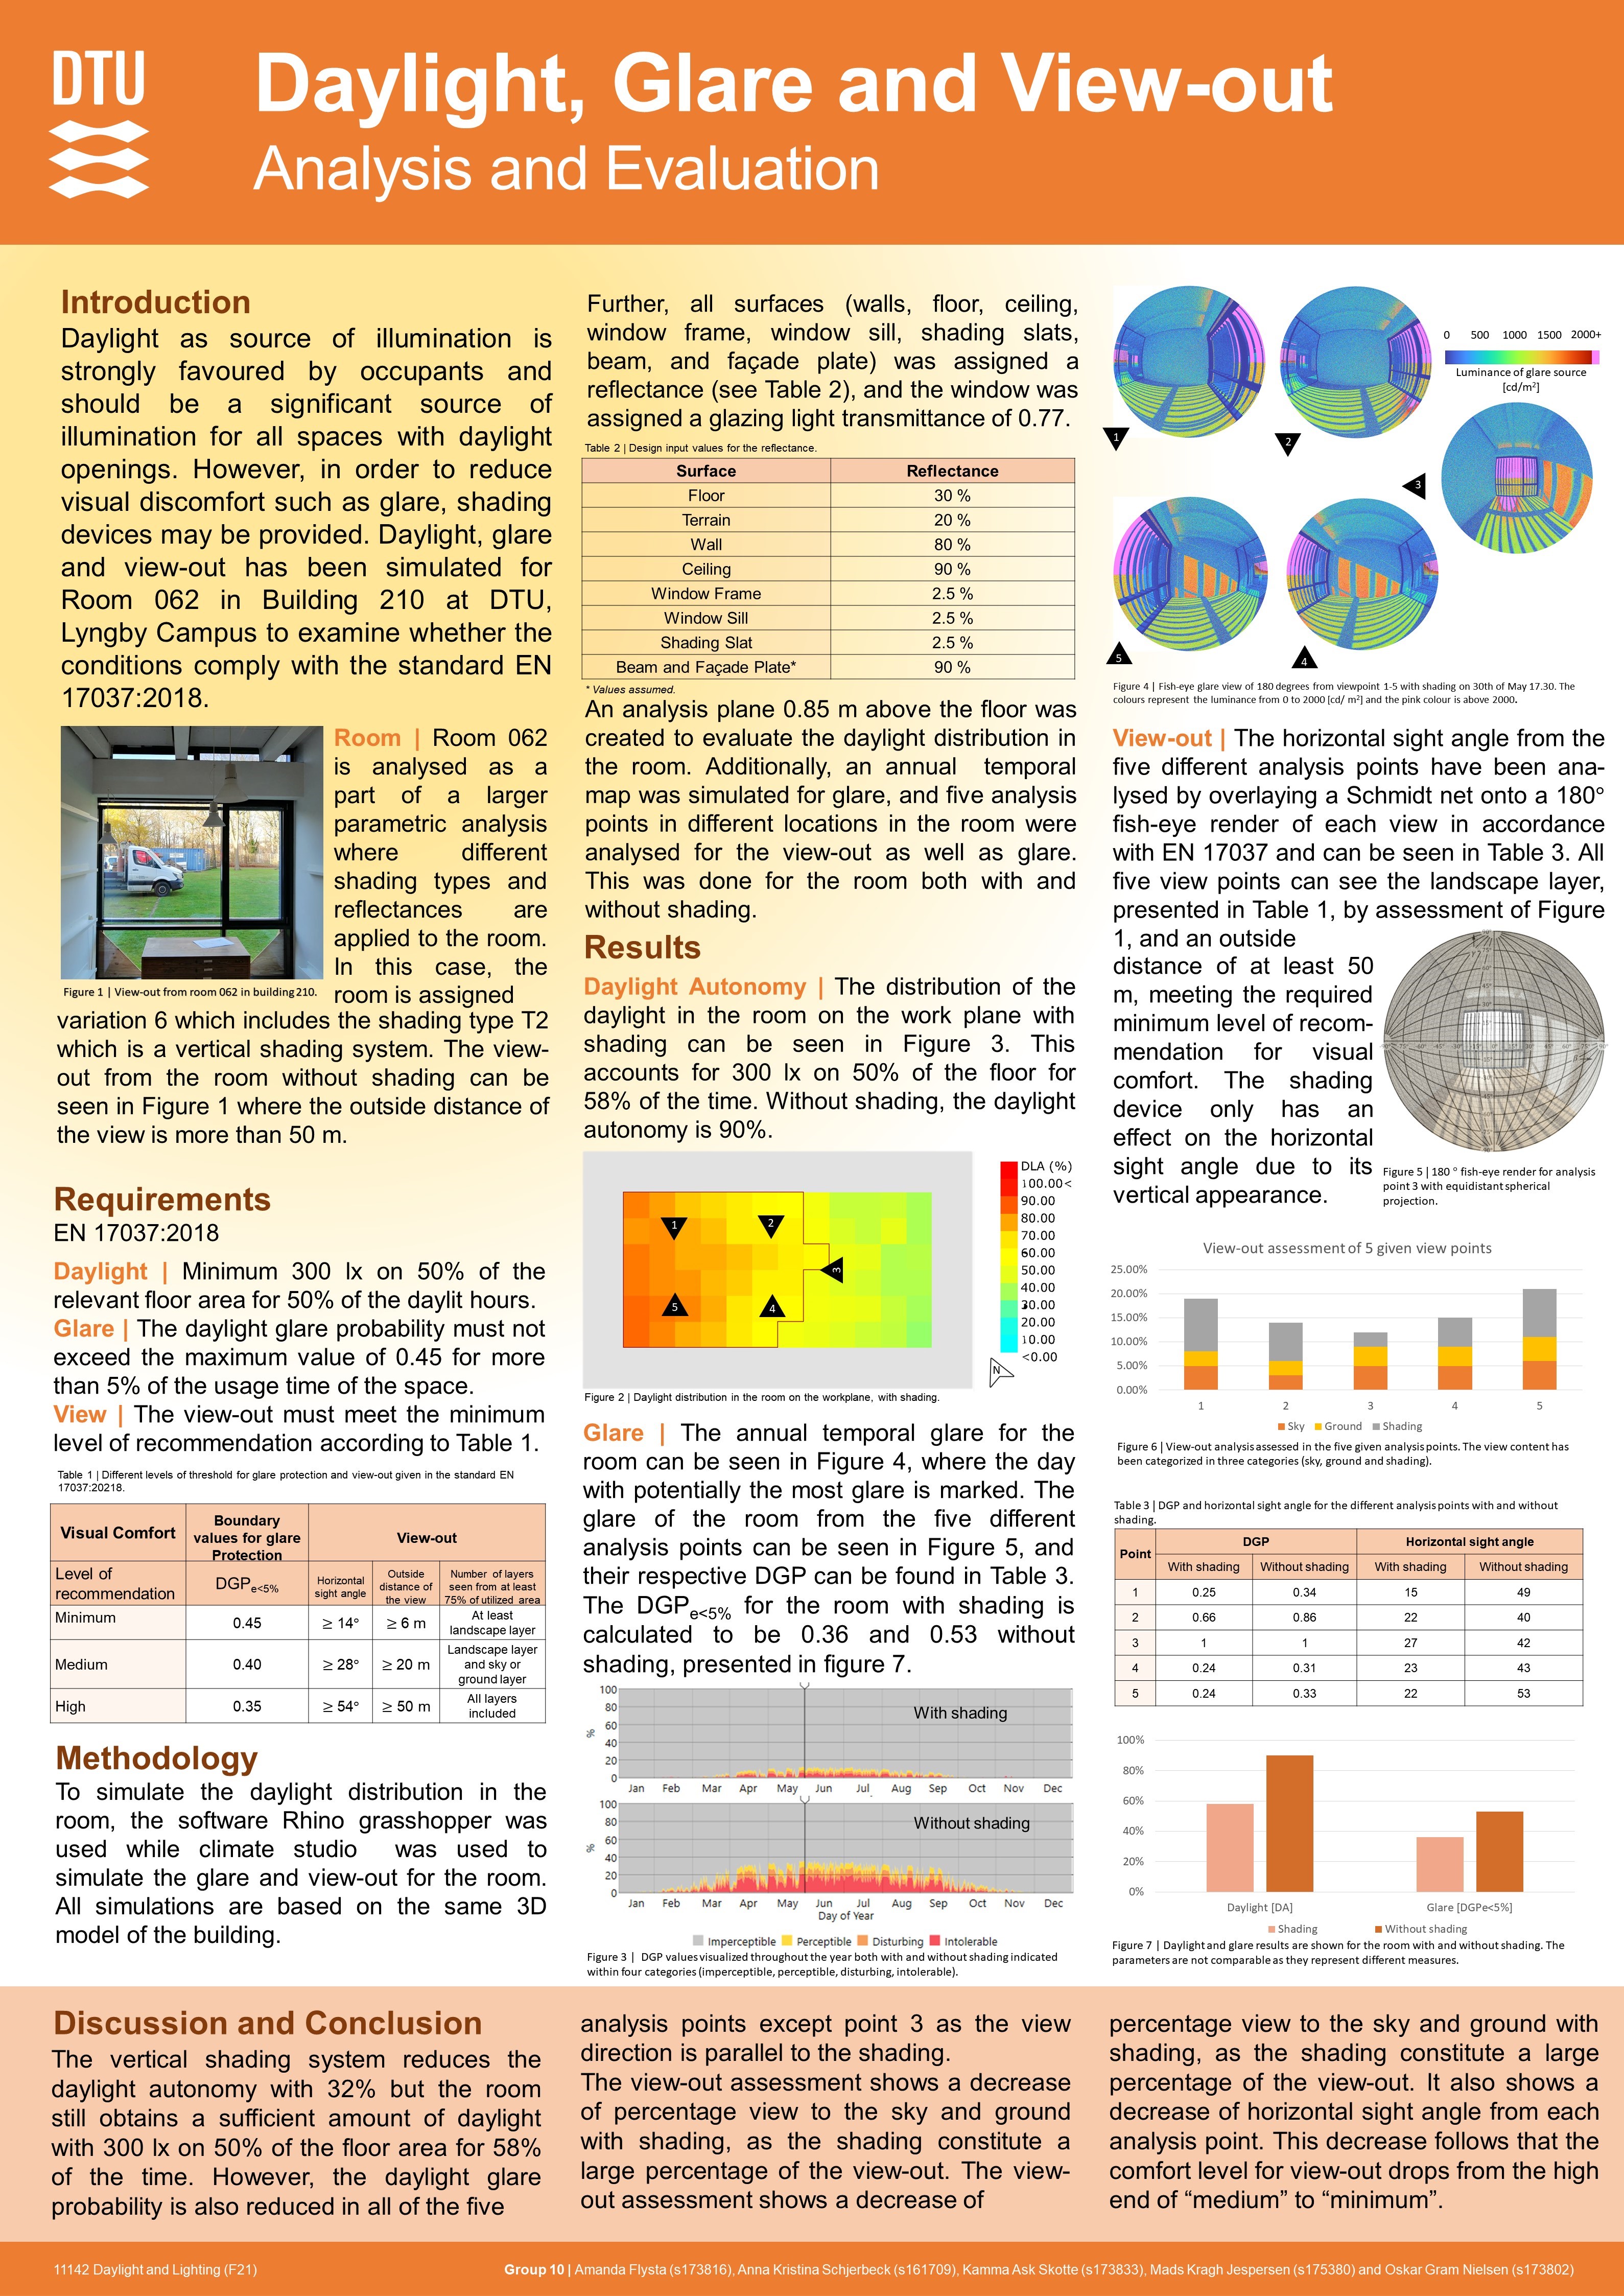 DTU
Daylight, Glare and View-out
Analysis and Evaluation
Introduction
Daylight as source of illumination is
strongly favoured by occupants and
should be a significant source of
illumination for all spaces with daylight
openings. However, in order to reduce
visual discomfort such as glare, shading
devices may be provided. Daylight, glare
and view-out has been simulated for
Room 062 in Building 210 at DTU,
Lyngby Campus to examine whether the
conditions comply with the standard EN
17037:2018.
Figure 1 | View-out from room 062 in building 210.
Room | Room 062
is analysed as a
part of a larger
parametric analysis
where different
shading types and
reflectances are
applied to the room.
In this case, the
room is assigned
variation 6 which includes the shading type T2
which is a vertical shading system. The view-
out from the room without shading can be
seen in Figure 1 where the outside distance of
the view is more than 50 m.
Requirements
EN 17037:2018
Daylight | Minimum 300 lx on 50% of the
relevant floor area for 50% of the daylit hours.
Glare | The daylight glare probability must not
exceed the maximum value of 0.45 for more
than 5% of the usage time of the space.
View | The view-out must meet the minimum
level of recommendation according to Table 1.
Table 1 | Different levels of threshold for glare protection and view-out given in the standard EN
17037:20218.
Visual Comfort
Boundary
values for glare
Protection
View-out
Level of
recommendation
DGPe<5%
Horizontal
sight angle
Outside
distance of
the view
Number of layers
seen from at least
75% of utilized area
Minimum 0.45 ≥ 14° ≥ 6 m At least
landscape layer
Medium 0.40 ≥ 28° ≥ 20 m Landscape layer
and sky or
ground layer
High 0.35 ≥ 54° ≥ 50 m All layers
included
Methodology
To simulate the daylight distribution in the
room, the software Rhino grasshopper was
used while climate studio was used to
simulate the glare and view-out for the room.
All simulations are based on the same 3D
model of the building.
Further, all surfaces (walls, floor, ceiling,
window frame, window sill, shading slats,
beam, and façade plate) was assigned a
reflectance (see Table 2), and the window was
assigned a glazing light transmittance of 0.77.
Table 2 | Design input values for the reflectance.
Surface Reflectance
Floor 30 %
Terrain 20 %
Wall 80 %
Ceiling 90 %
Window Frame 2.5 %
Window Sill 2.5 %
Shading Slat 2.5 %
Beam and Façade Plate* 90 %
* Values assumed.
An analysis plane 0.85 m above the floor was
created to evaluate the daylight distribution in
the room. Additionally, an annual temporal
map was simulated for glare, and five analysis
points in different locations in the room were
analysed for the view-out as well as glare.
This was done for the room both with and
without shading.
Results
Daylight Autonomy | The distribution of the
daylight in the room on the work plane with
shading can be seen in Figure 3. This
accounts for 300 lx on 50% of the floor for
58% of the time. Without shading, the daylight
autonomy is 90%.
1
2
3
5
4
DLA (%)
100.00<
90.00
80.00
70.00
60.00
50.00
40.00
30.00
20.00
10.00
<0.00
N
Figure 2 | Daylight distribution in the room on the workplane, with shading.
Glare | The annual temporal glare for the
room can be seen in Figure 4, where the day
with potentially the most glare is marked. The
glare of the room from the five different
analysis points can be seen in Figure 5, and
their respective DGP can be found in Table 3.
The DGPe<5% for the room with shading is
calculated to be 0.36 and 0.53 without
shading, presented in figure 7.
100
80
60
40
20
0
%
With shading
Jan Feb Mar Apr May Jun Jul Aug Sep Oct Nov Dec
100
80
60
40
20
0
%
Without shading
Jan Feb Mar Apr May Jun Jul Aug Sep Oct Nov Dec
Day of Year
Imperceptible Perceptible Disturbing Intolerable
Figure 3 | DGP values visualized throughout the year both with and without shading indicated
within four categories (imperceptible, perceptible, disturbing, intolerable).
0 500 1000 1500 2000+
Luminance of glare source
[cd/m²]
1
2
3
5
4
Figure 4 | Fish-eye glare view of 180 degrees from viewpoint 1-5 with shading on 30th of May 17.30. The
colours represent the luminance from 0 to 2000 [cd/ m²] and the pink colour is above 2000.
View-out | The horizontal sight angle from the
five different analysis points have been ana-
lysed by overlaying a Schmidt net onto a 180°
fish-eye render of each view in accordance
with EN 17037 and can be seen in Table 3. All
five view points can see the landscape layer,
presented in Table 1, by assessment of Figure
1, and an outside
distance of at least 50
m, meeting the required
minimum level of recom-
mendation for visual
comfort. The shading
device only has an
effect on the horizontal
sight angle due to its
vertical appearance.
Figure 5 | 180 ° fish-eye render for analysis
point 3 with equidistant spherical
projection.
View-out assessment of 5 given view points
25.00%
20.00%
15.00%
10.00%
5.00%
0.00%
1 2 3 4 5
Sky Ground Shading
Figure 6 | View-out analysis assessed in the five given analysis points. The view content has
been categorized in three categories (sky, ground and shading).
Table 3 | DGP and horizontal sight angle for the different analysis points with and without
shading.
Point DGP Horizontal sight angle
With shading Without shading With shading Without shading
1 0.25 0.34 15 49
2 0.66 0.86 22 40
3 1 1 27 42
4 0.24 0.31 23 43
5 0.24 0.33 22 53
100%
80%
60%
40%
20%
0%
Daylight [DA] Glare [DGPe<5%]
Shading Without shading
Figure 7 | Daylight and glare results are shown for the room with and without shading. The
parameters are not comparable as they represent different measures.
Discussion and Conclusion
The vertical shading system reduces the
daylight autonomy with 32% but the room
still obtains a sufficient amount of daylight
with 300 lx on 50% of the floor area for 58%
of the time. However, the daylight glare
probability is also reduced in all of the five
analysis points except point 3 as the view
direction is parallel to the shading.
The view-out assessment shows a decrease
of percentage view to the sky and ground
with shading, as the shading constitute a
large percentage of the view-out. The view-
out assessment shows a decrease of
percentage view to the sky and ground with
shading, as the shading constitute a large
percentage of the view-out. It also shows a
decrease of horizontal sight angle from each
analysis point. This decrease follows that the
comfort level for view-out drops from the high
end of “medium” to “minimum”.
11142 Daylight and Lighting (F21)
Group 10 | Amanda Flysta (s173816), Anna Kristina Schjerbeck (s161709), Kamma Ask Skotte (s173833), Mads Kragh Jespersen (s175380) and Oskar Gram Nielsen (s173802)